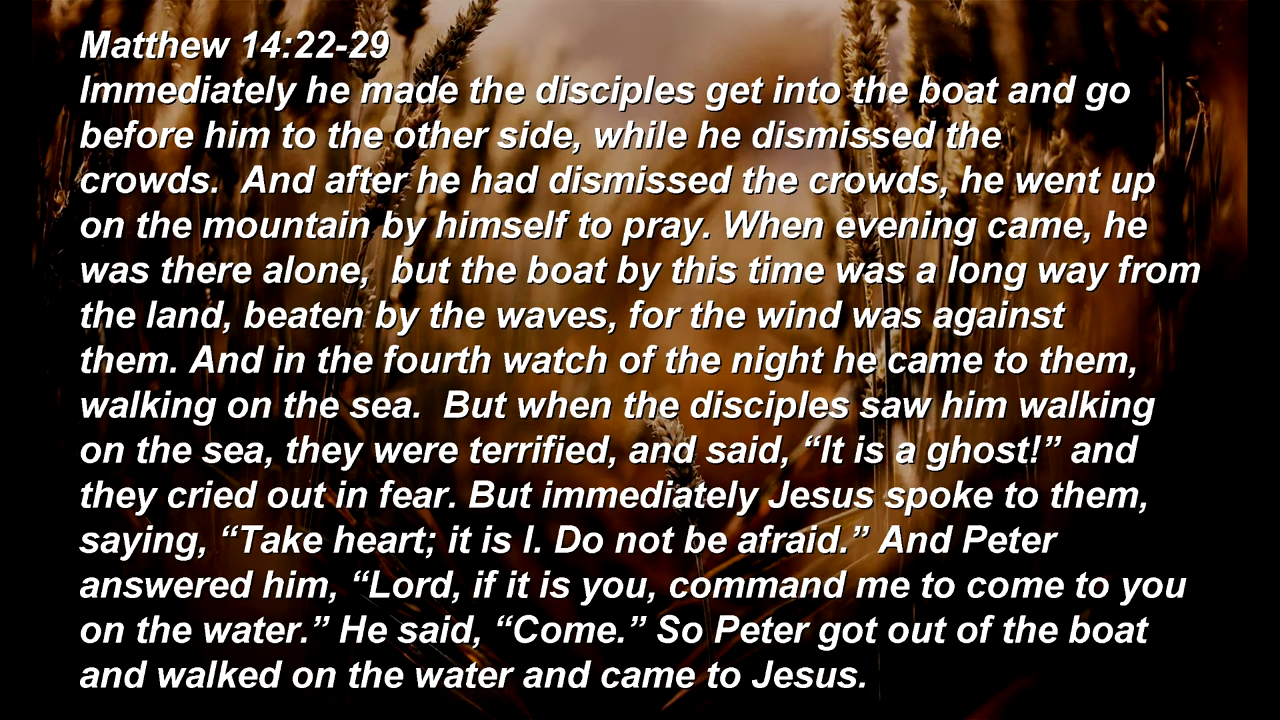 Matthew 14:22-29
Immediately he made the disciples get into the boat and go
before him to the other side, while he dismissed the
crowds.  And after he had dismissed the crowds, he went up
on the mountain by himself to pray. When evening came, he
was there alone,  but the boat by this time was a long way from
the land, beaten by the waves, for the wind was against
them. And in the fourth watch of the night he came to them,
walking on the sea.  But when the disciples saw him walking
on the sea, they were terrified, and said, “It is a ghost!” and
they cried out in fear. But immediately Jesus spoke to them,
saying, “Take heart; it is I. Do not be afraid.” And Peter
answered him, “Lord, if it is you, command me to come to you
on the water.” He said, “Come.” So Peter got out of the boat
and walked on the water and came to Jesus.